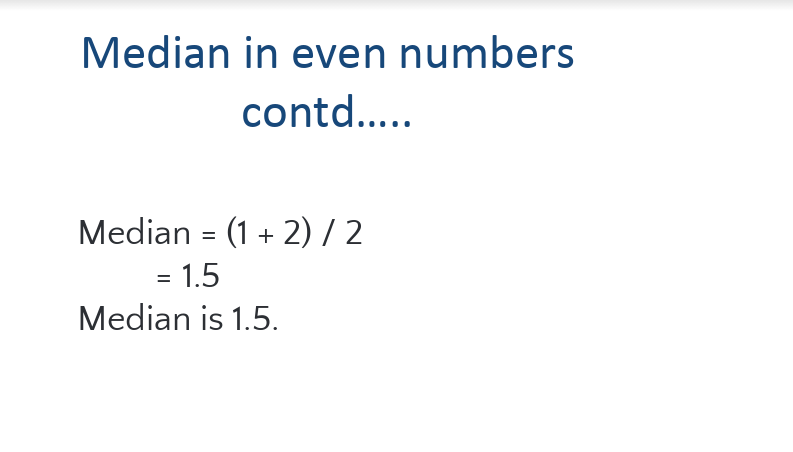 Median in even numbers
contd.....
Median = (1 + 2) / 2
= 1.5
Median is 1.5.